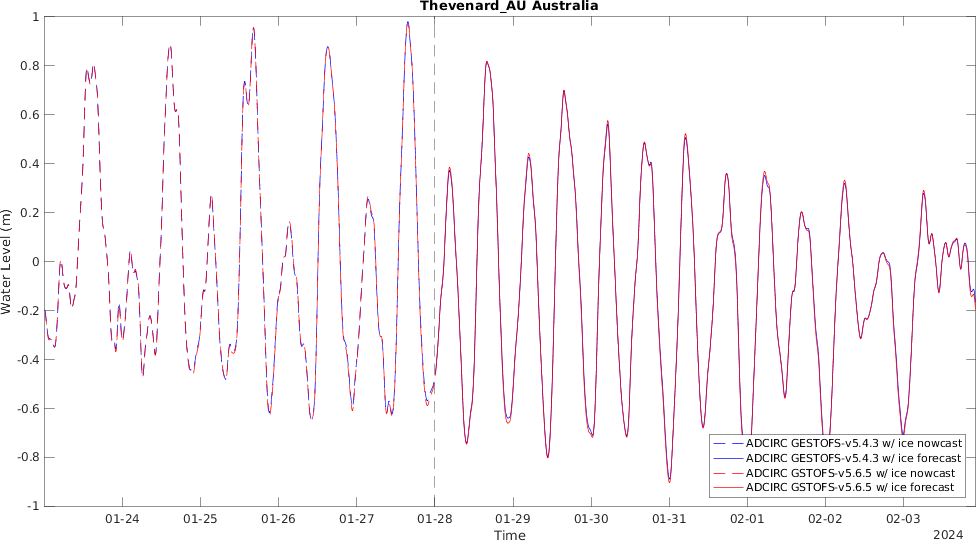 Thevenard_AU Australia
Water Level (m)
1
0.8
0.6
0.4
0.2
0
-0.2
-0.4
-0.6
-0.8
-1
ADCIRC GESTOFS-v5.4.3 w/ ice nowcast
ADCIRC GESTOFS-v5.4.3 w/ ice forecast
ADCIRC GSTOFS-v5.6.5 w/ ice nowcast
ADCIRC GSTOFS-v5.6.5 w/ ice forecast
01-24 01-25 01-26 01-27 01-28 01-29 01-30 01-31 02-01 02-02 02-03
Time
2024